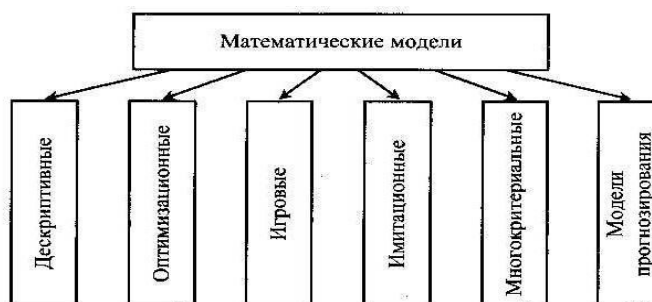 Математические модели
Дескриптивные
Оптимизационные
Игровые
Имитационные
Многокритериальные
Модели
прогнозирования